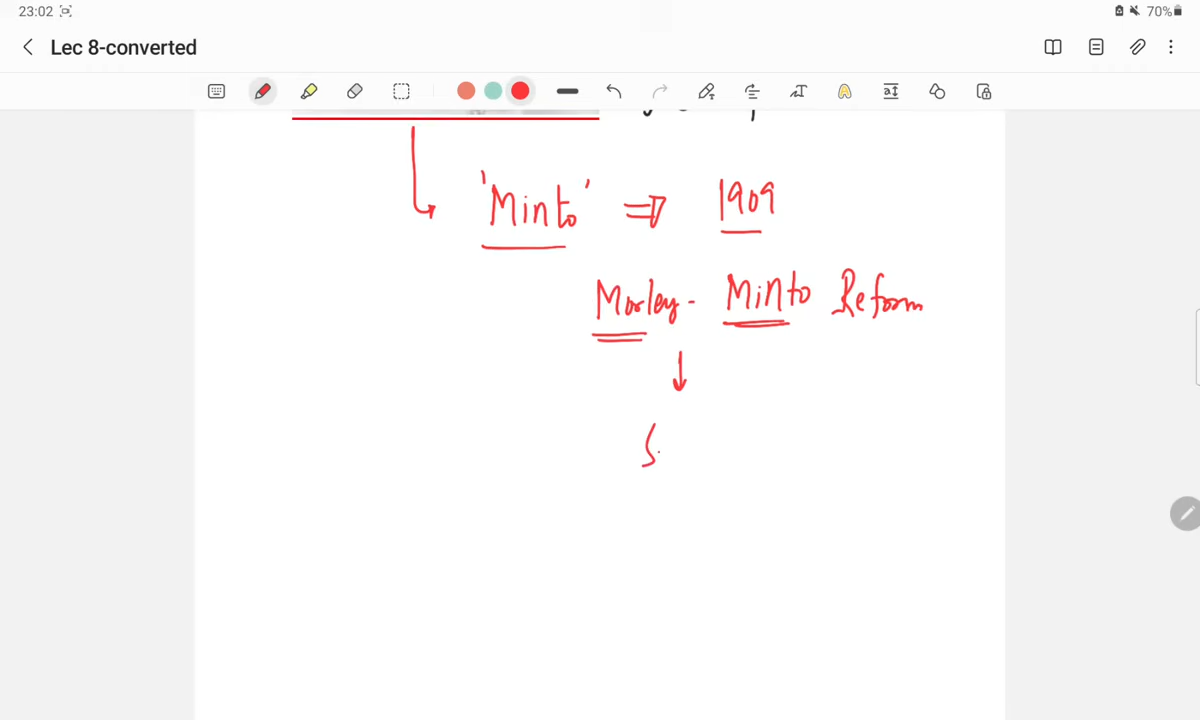 23:02 70%
Lec 8-converted
'Minto' ⇒ 1909
Morley - Minto Reform
↓
S